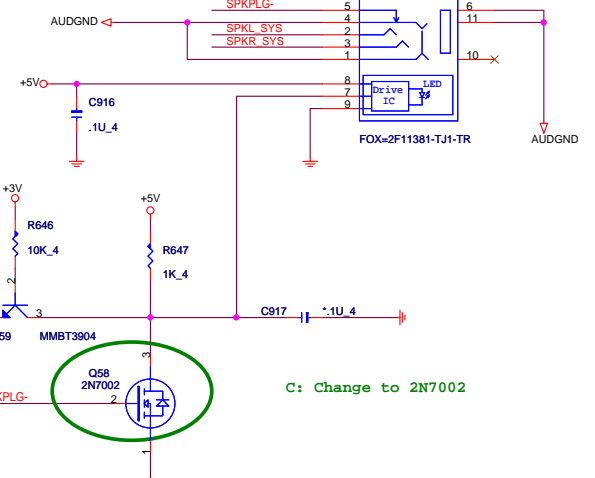 SPKPLG-
5
6
AUDGND
4
11
SPKL_SYS
2
SPKR_SYS
3
1
10
+5V
8
LED
7
Drive
IC
9
C916
.1U_4
FOX=2F11381-TJ1-TR
AUDGND
+3V
+5V
R646
10K_4
R647
1K_4
2
3
C917
*.1U_4
59
MMBT3904
3
Q58
2N7002
C: Change to 2N7002
KPLG-
2
1